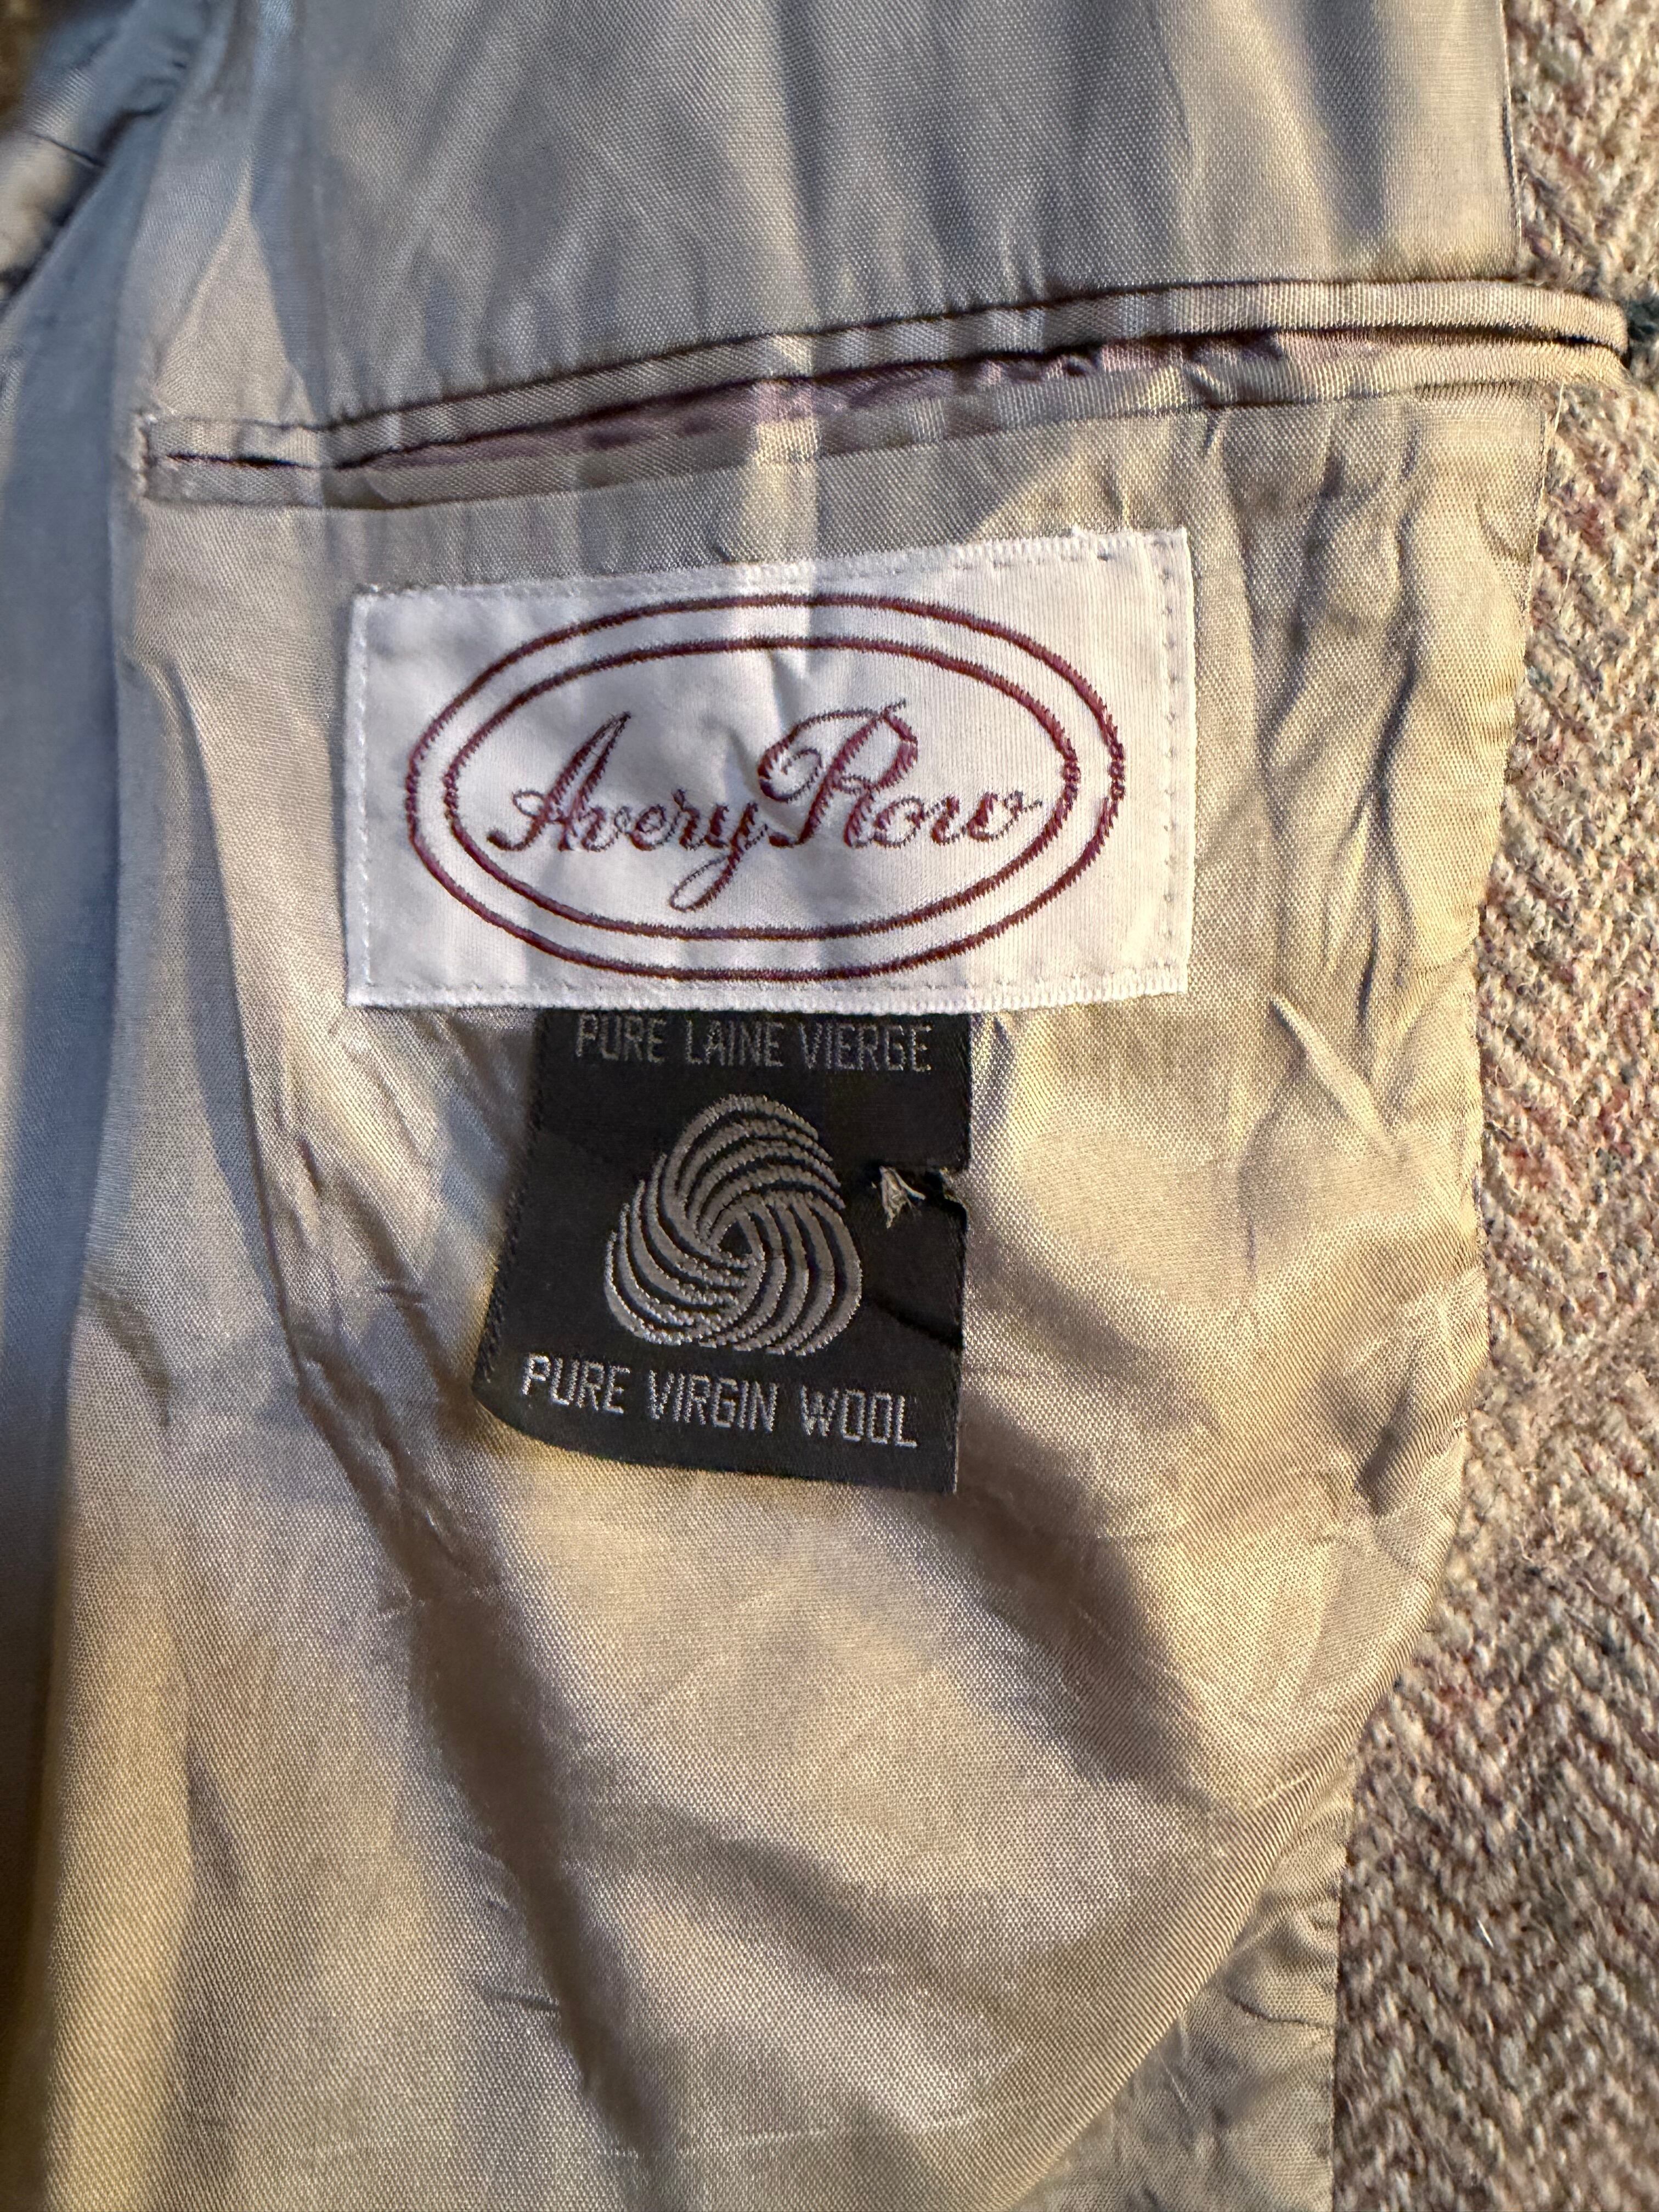 Avery Row
PURE LAINE VIERGE
PURE VIRGIN WOOL